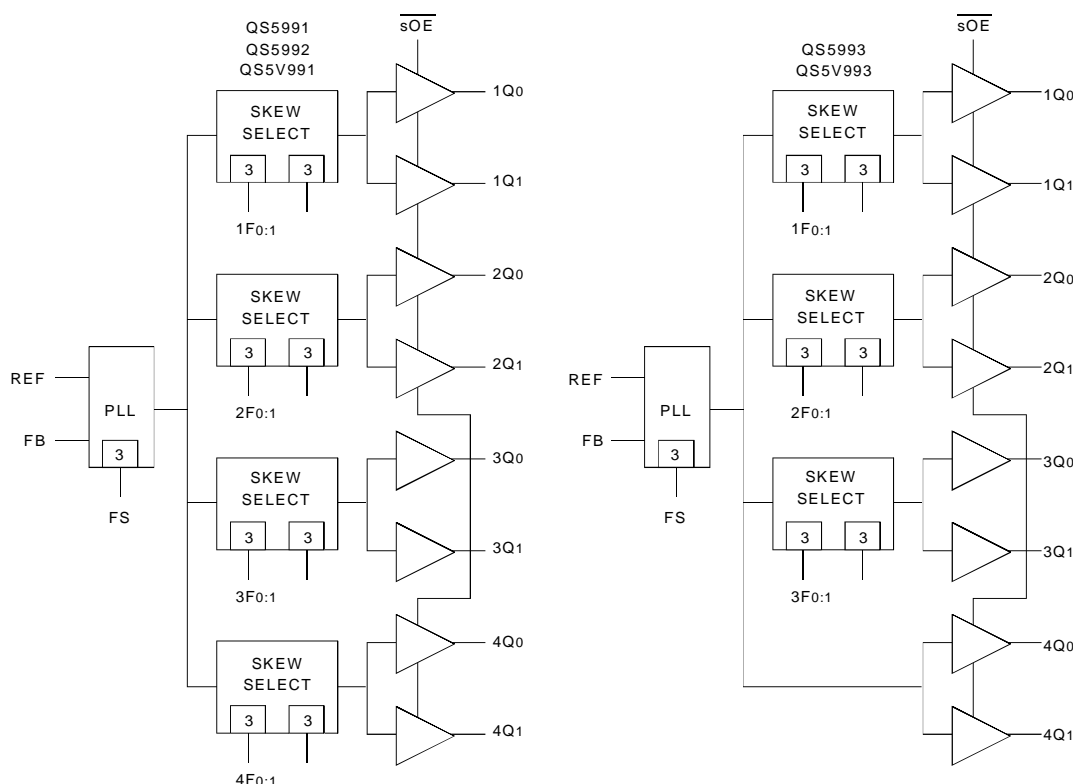 QS5991
QS5992
QS5V991
sOE
SKEW
SELECT
3 3
1F0:1
1Q0
1Q1
SKEW
SELECT
3 3
2F0:1
2Q0
2Q1
REF
FB
PLL
3
FS
SKEW
SELECT
3 3
3F0:1
3Q0
3Q1
SKEW
SELECT
3 3
4F0:1
4Q0
4Q1
QS5993
QS5V993
sOE
SKEW
SELECT
3 3
1F0:1
1Q0
1Q1
SKEW
SELECT
3 3
2F0:1
2Q0
2Q1
REF
FB
PLL
3
FS
SKEW
SELECT
3 3
3F0:1
3Q0
3Q1
4Q0
4Q1